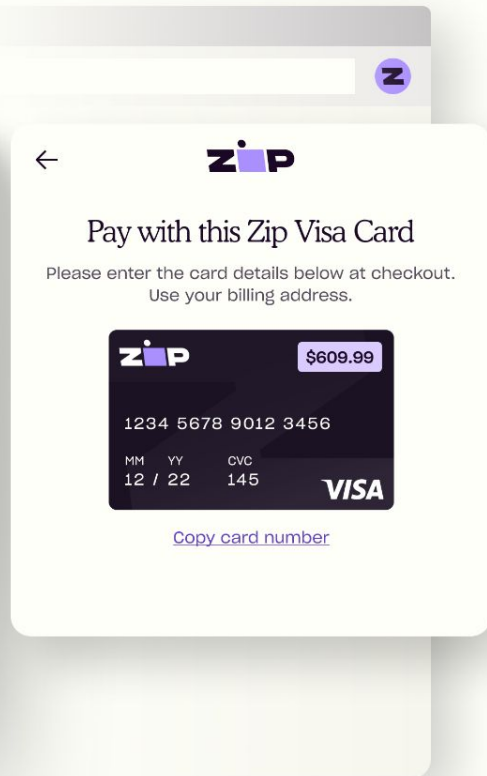 Z
ZIP
Pay with this Zip Visa Card
Please enter the card details below at checkout.
Use your billing address.
ZIP
$609.99
1234 5678 9012 3456
MM YY CVC
12 / 22 145
VISA
Copy card number